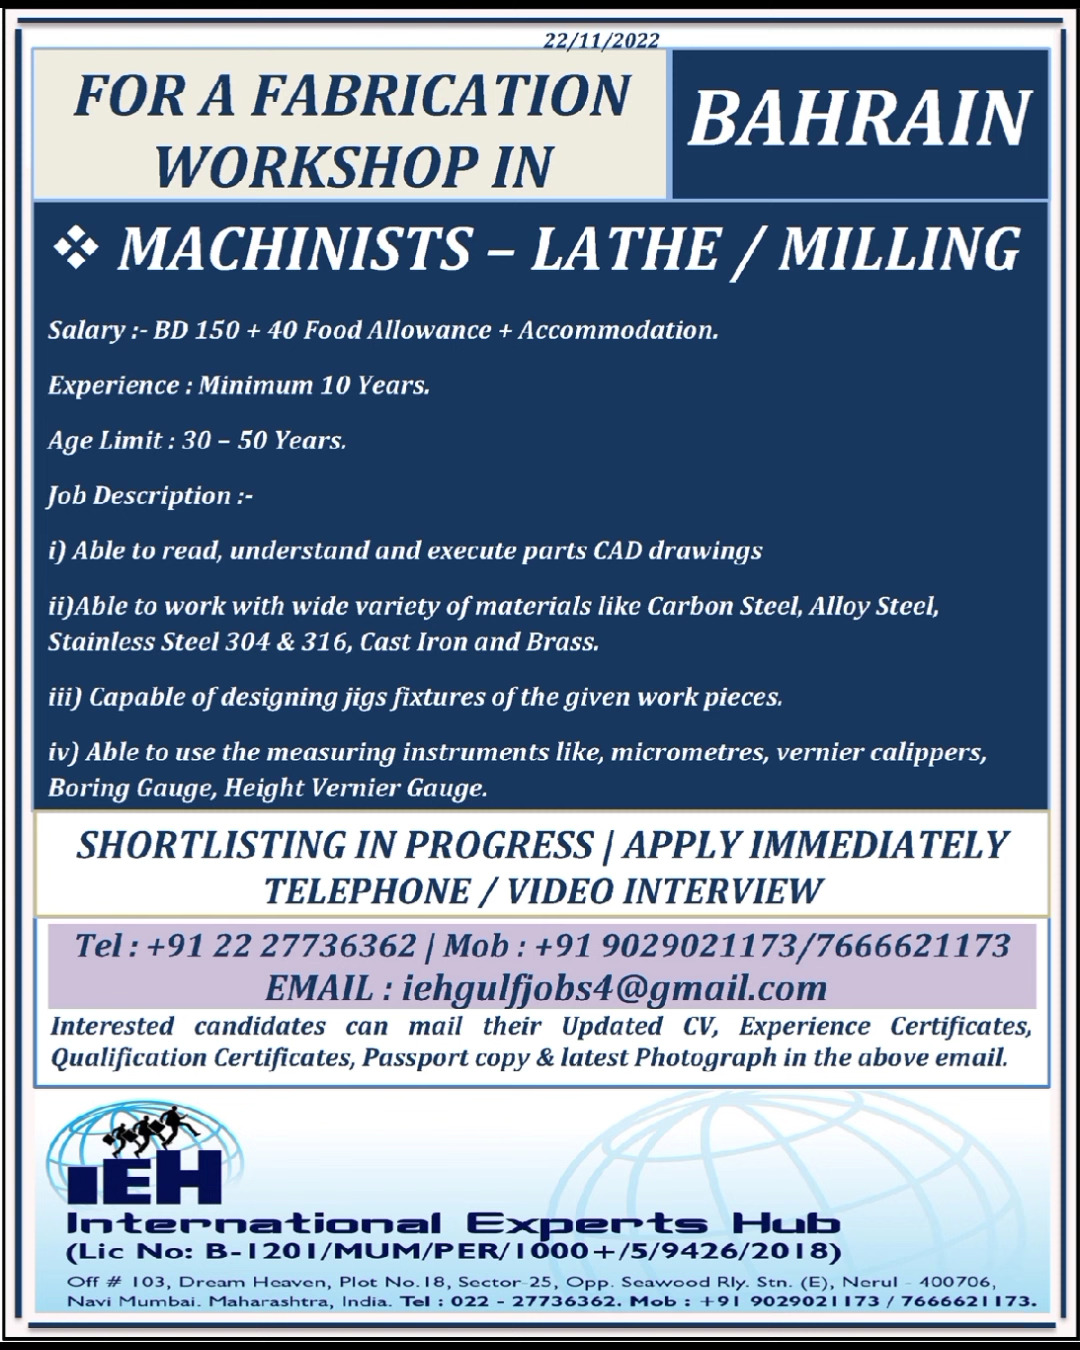 22/11/2022
FOR A FABRICATION
WORKSHOP IN
BAHRAIN
❖ MACHINISTS – LATHE / MILLING
Salary :- BD 150 + 40 Food Allowance + Accommodation.
Experience : Minimum 10 Years.
Age Limit : 30 – 50 Years.
Job Description :-
i) Able to read, understand and execute parts CAD drawings
ii)Able to work with wide variety of materials like Carbon Steel, Alloy Steel,
Stainless Steel 304 & 316, Cast Iron and Brass.
iii) Capable of designing jigs fixtures of the given work pieces.
iv) Able to use the measuring instruments like, micrometres, vernier calippers,
Boring Gauge, Height Vernier Gauge.
SHORTLISTING IN PROGRESS | APPLY IMMEDIATELY
TELEPHONE / VIDEO INTERVIEW
Tel : +91 22 27736362 | Mob : +91 9029021173/7666621173
EMAIL : iehgulfjobs4@gmail.com
Interested candidates can mail their Updated CV, Experience Certificates,
Qualification Certificates, Passport copy & latest Photograph in the above email.
IEH
International Experts Hub
(Lic No: B-1201/MUM/PER/1000+/5/9426/2018)
Off # 103, Dream Heaven, Plot No.18, Sector-25, Opp. Seawood Rly. Stn. (E), Nerul - 400706,
Navi Mumbai. Maharashtra, India. Tel : 022 - 27736362. Mob : +91 9029021173 / 7666621173.